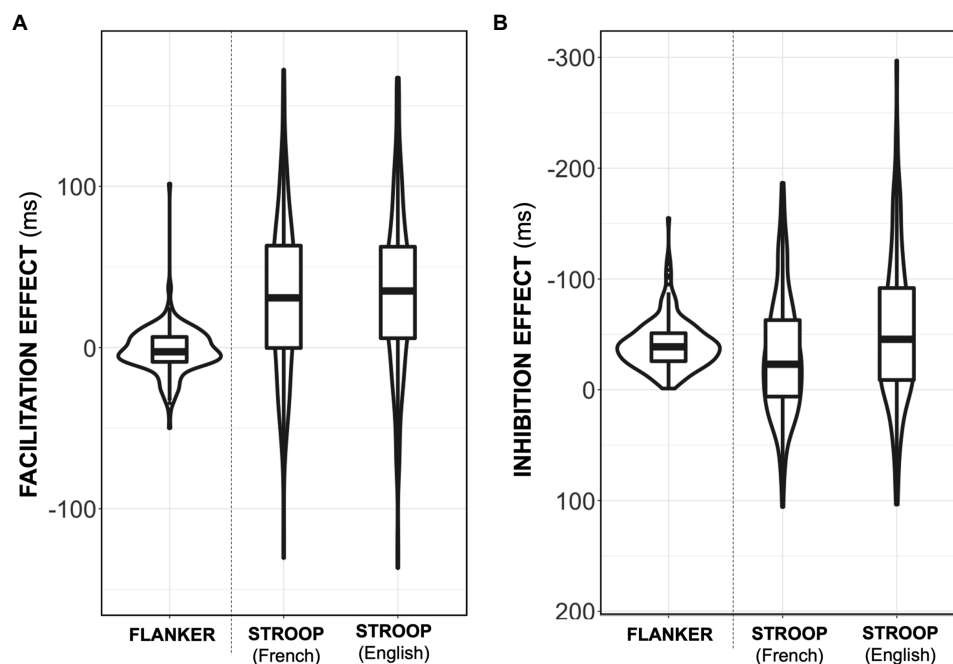 A
FACILITATION EFFECT (ms)
100
0
-100
FLANKER
STROOP
(French)
STROOP
(English)
B
INHIBITION EFFECT (ms)
-300
-200
-100
0
100
200
FLANKER
STROOP
(French)
STROOP
(English)